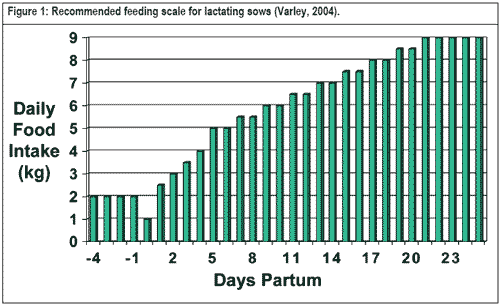 Figure 1: Recommended feeding scale for lactating sows (Varley, 2004).
9
8
7
6
5
4
3
2
1
0
Daily
Food
Intake
(kg)
-4 -1 2 5 8 11 14 17 20 23
Days Partum